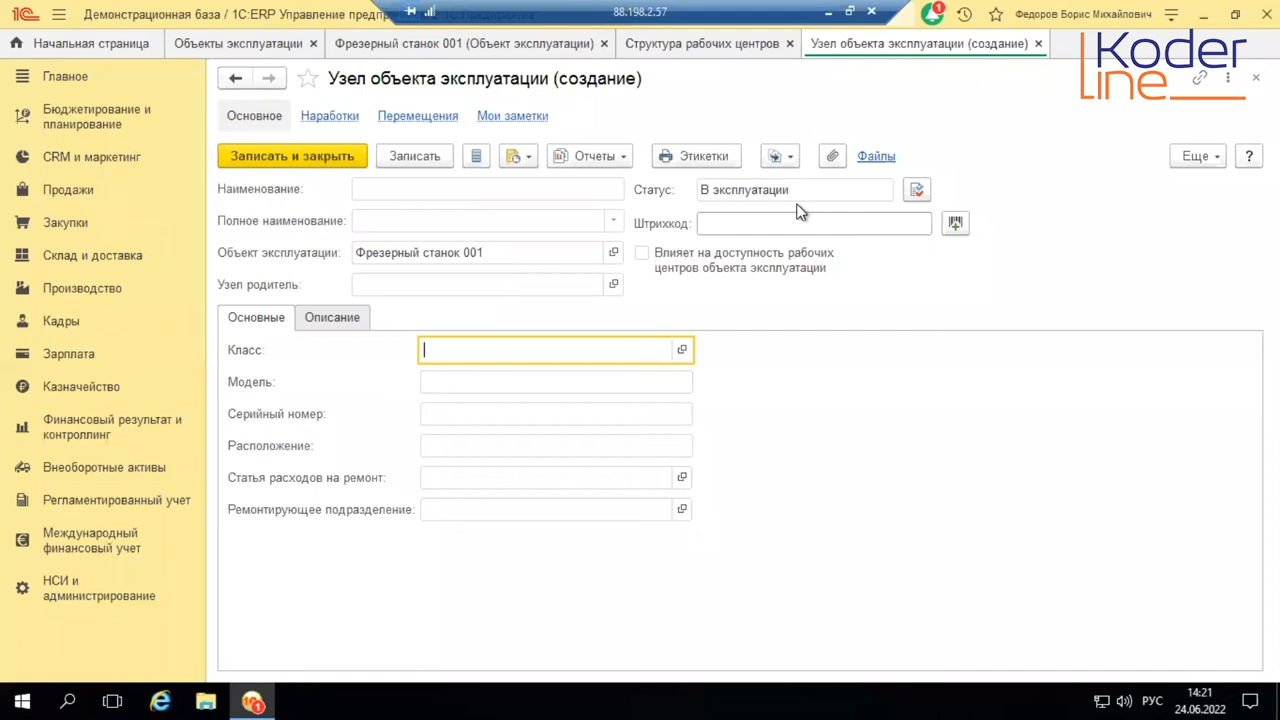 Демонстрационная база / 1С:ERP Управление предпр
88.198.2.57
Федоров Борис Михайлович
Начальная страница
Объекты эксплуатации
Фрезерный станок 001 (Объект эксплуатации)
Структура рабочих центров
Узел объекта эксплуатации (создание)
Koder
line
Главное
Бюджетирование и
планирование
CRM и маркетинг
Продажи
Закупки
Склад и доставка
Производство
Кадры
Зарплата
Казначейство
Финансовый результат и
контроллинг
Внеоборотные активы
Регламентированный учет
Международный
финансовый учет
НСИ и
администрирование
Узел объекта эксплуатации (создание)
Основное Наработки Перемещения Мои заметки
Записать и закрыть Записать Отчеты Этикетки Файлы Еще ?
Наименование: Статус: В эксплуатации
Полное наименование: Штрихкод:
Объект эксплуатации: Фрезерный станок 001 Влияет на доступность рабочих
центров объекта эксплуатации
Узел родитель:
Основные Описание
Класс:
Модель:
Серийный номер:
Расположение:
Статья расходов на ремонт:
Ремонтирующее подразделение:
РУС
14:21
24.06.2022